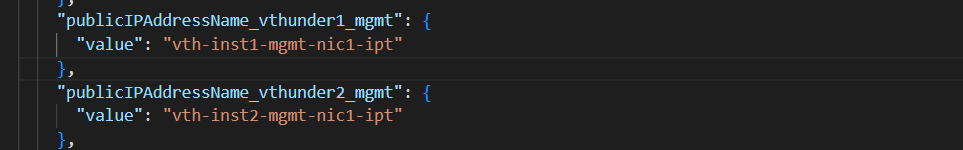 },
"publicIPAddressName_vthunder1_mgmt": {
"value": "vth-inst1-mgmt-nic1-ipt"
},
"publicIPAddressName_vthunder2_mgmt": {
"value": "vth-inst2-mgmt-nic1-ipt"
},